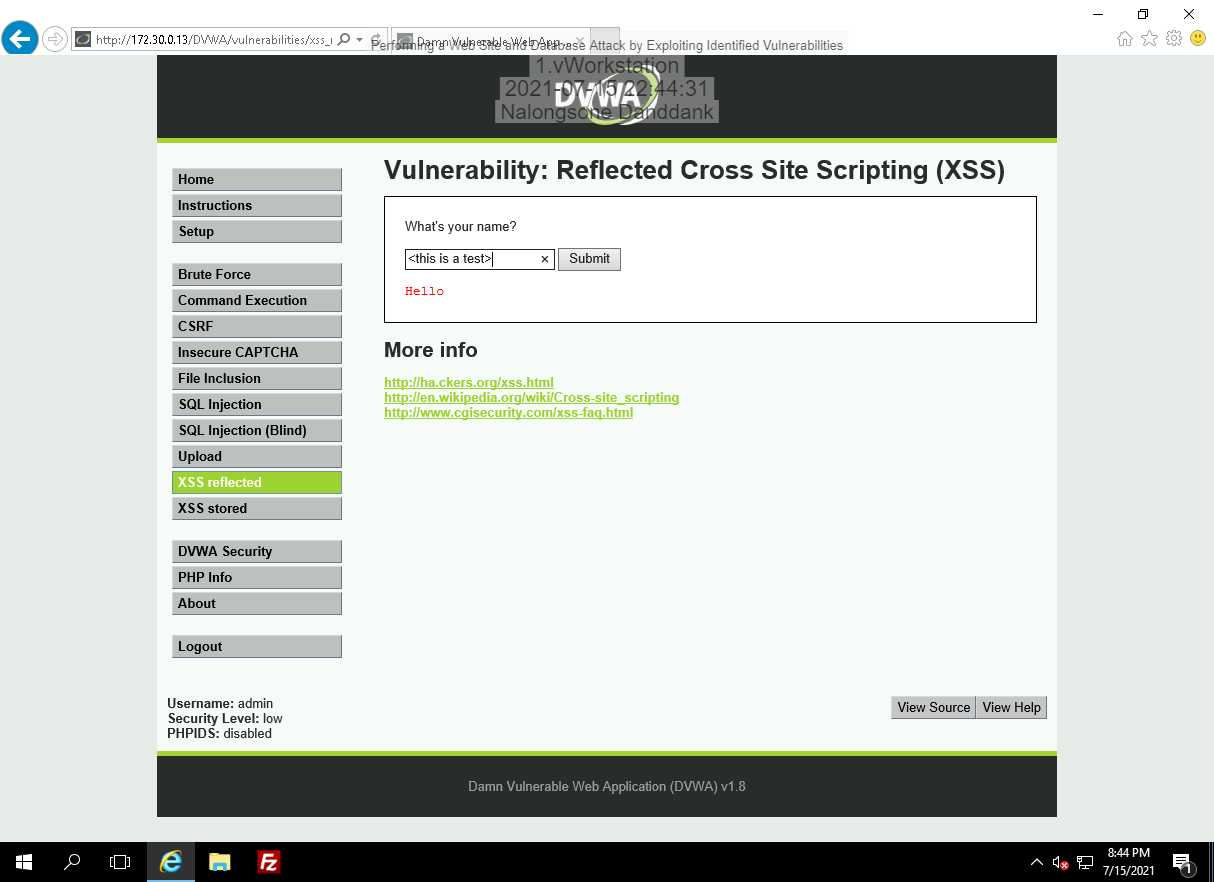 http://172.30.0.13/DVWA/vulnerabilities/xss_r
Damn Vulnerable Web App...
Performing a Web Site and Database Attack by Exploiting Identified Vulnerabilities
1.vWorkstation
2021-07-15 22:44:31
Nalongsone Danddank
DVWA
Home
Instructions
Setup
Brute Force
Command Execution
CSRF
Insecure CAPTCHA
File Inclusion
SQL Injection
SQL Injection (Blind)
Upload
XSS reflected
XSS stored
DVWA Security
PHP Info
About
Logout
Vulnerability: Reflected Cross Site Scripting (XSS)
What's your name?
<this is a test> × Submit
Hello
More info
http://ha.ckers.org/xss.html
http://en.wikipedia.org/wiki/Cross-site_scripting
http://www.cgisecurity.com/xss-faq.html
Username: admin
Security Level: low
PHPIDS: disabled
View Source View Help
Damn Vulnerable Web Application (DVWA) v1.8
8:44 PM
7/15/2021
1